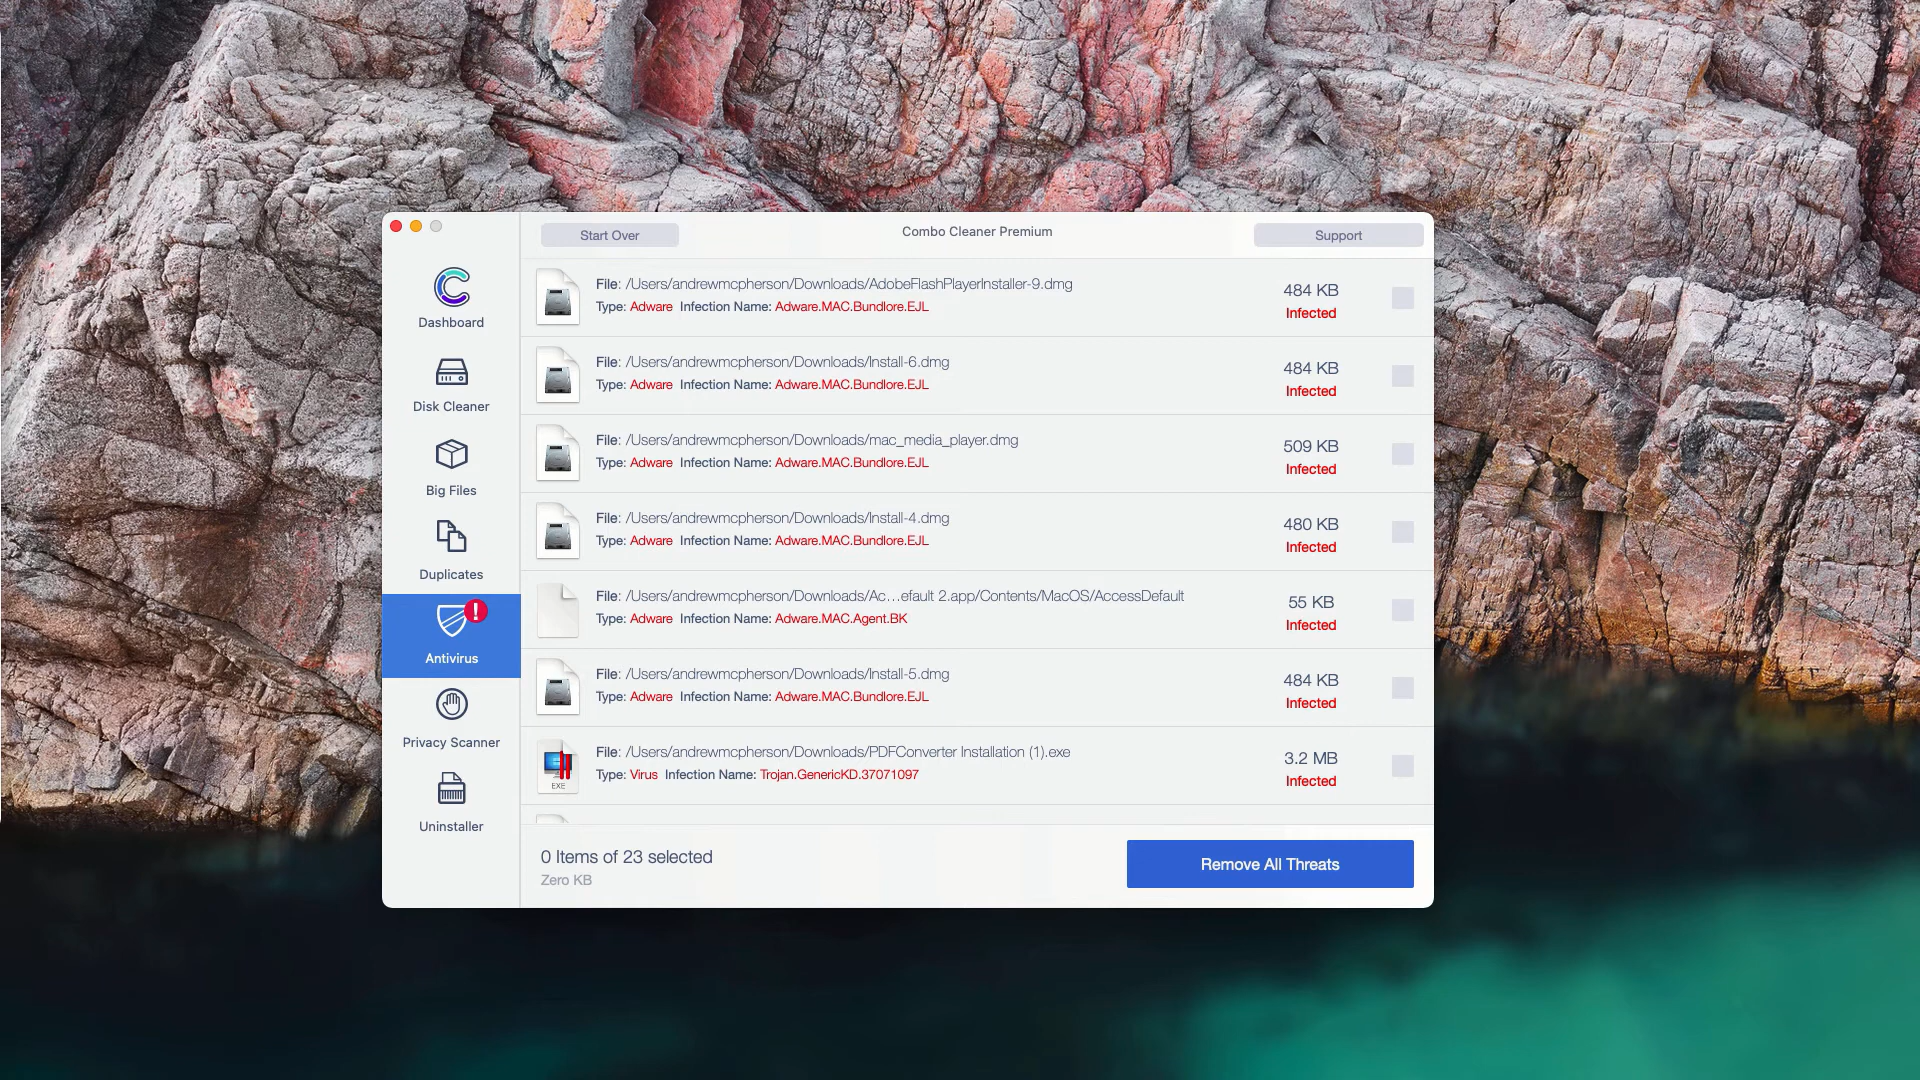 Start Over
Combo Cleaner Premium
Support
Dashboard
Disk Cleaner
Big Files
Duplicates
!
Antivirus
Privacy Scanner
Uninstaller
File: /Users/andrewmcpherson/Downloads/AdobeFlashPlayerInstaller-9.dmg
Type: Adware Infection Name: Adware.MAC.Bundlore.EJL
484 KB
Infected
File: /Users/andrewmcpherson/Downloads/Install-6.dmg
Type: Adware Infection Name: Adware.MAC.Bundlore.EJL
484 KB
Infected
File: /Users/andrewmcpherson/Downloads/mac_media_player.dmg
Type: Adware Infection Name: Adware.MAC.Bundlore.EJL
509 KB
Infected
File: /Users/andrewmcpherson/Downloads/Install-4.dmg
Type: Adware Infection Name: Adware.MAC.Bundlore.EJL
480 KB
Infected
File: /Users/andrewmcpherson/Downloads/Ac...efault 2.app/Contents/MacOS/AccessDefault
Type: Adware Infection Name: Adware.MAC.Agent.BK
55 KB
Infected
File: /Users/andrewmcpherson/Downloads/Install-5.dmg
Type: Adware Infection Name: Adware.MAC.Bundlore.EJL
484 KB
Infected
EXE
File: /Users/andrewmcpherson/Downloads/PDFConverter Installation (1).exe
Type: Virus Infection Name: Trojan.GenericKD.37071097
3.2 MB
Infected
0 Items of 23 selected
Zero KB
Remove All Threats